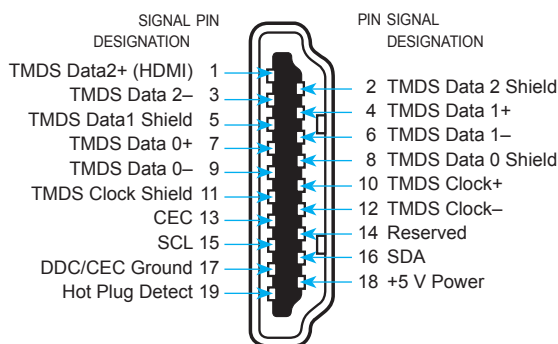 SIGNAL PIN
DESIGNATION
TMDS Data2+ (HDMI) 1
TMDS Data 2– 3
TMDS Data1 Shield 5
TMDS Data 0+ 7
TMDS Data 0– 9
TMDS Clock Shield 11
CEC 13
SCL 15
DDC/CEC Ground 17
Hot Plug Detect 19
PIN SIGNAL
DESIGNATION
2 TMDS Data 2 Shield
4 TMDS Data 1+
6 TMDS Data 1–
8 TMDS Data 0 Shield
10 TMDS Clock+
12 TMDS Clock–
14 Reserved
16 SDA
18 +5 V Power